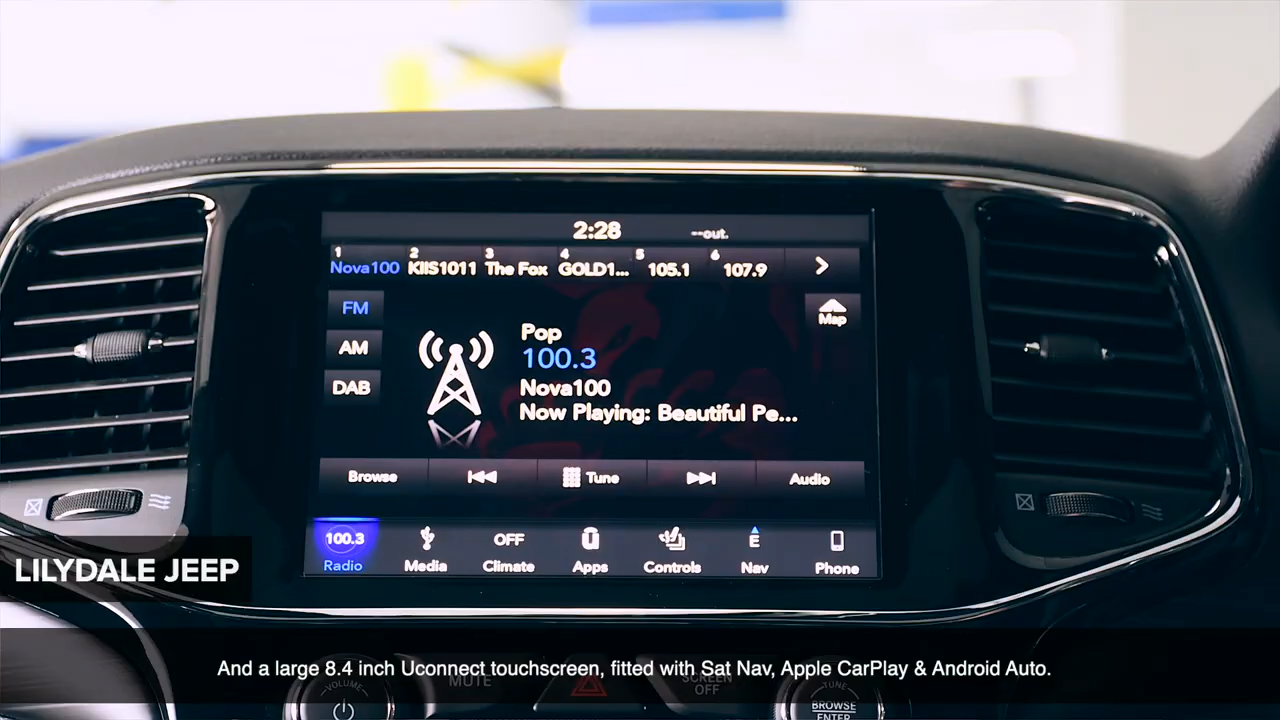 2:28
--out.
1 2 3 4 5 6
Nova100 KIIS1011 The Fox GOLD1... 105.1 107.9
FM
Map
AM
DAB
Pop
100.3
Nova100
Now Playing: Beautiful Pe...
Browse Tune Audio
100.3 OFF E
Radio Media Climate Apps Controls Nav Phone
LILYDALE JEEP
And a large 8.4 inch Uconnect touchscreen, fitted with Sat Nav, Apple CarPlay & Android Auto.
VOLUME
MUTE
SCREEN
OFF
TUNE
BROWSE
ENTER